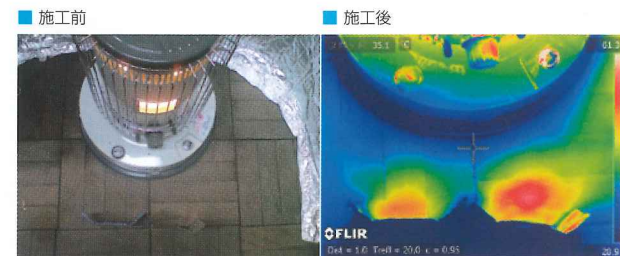 ■ 施工前
■ 施工後
35.1 C
FLIR
Dst = 1.0 Trefl = 20.0 ε = 0.95
20.9